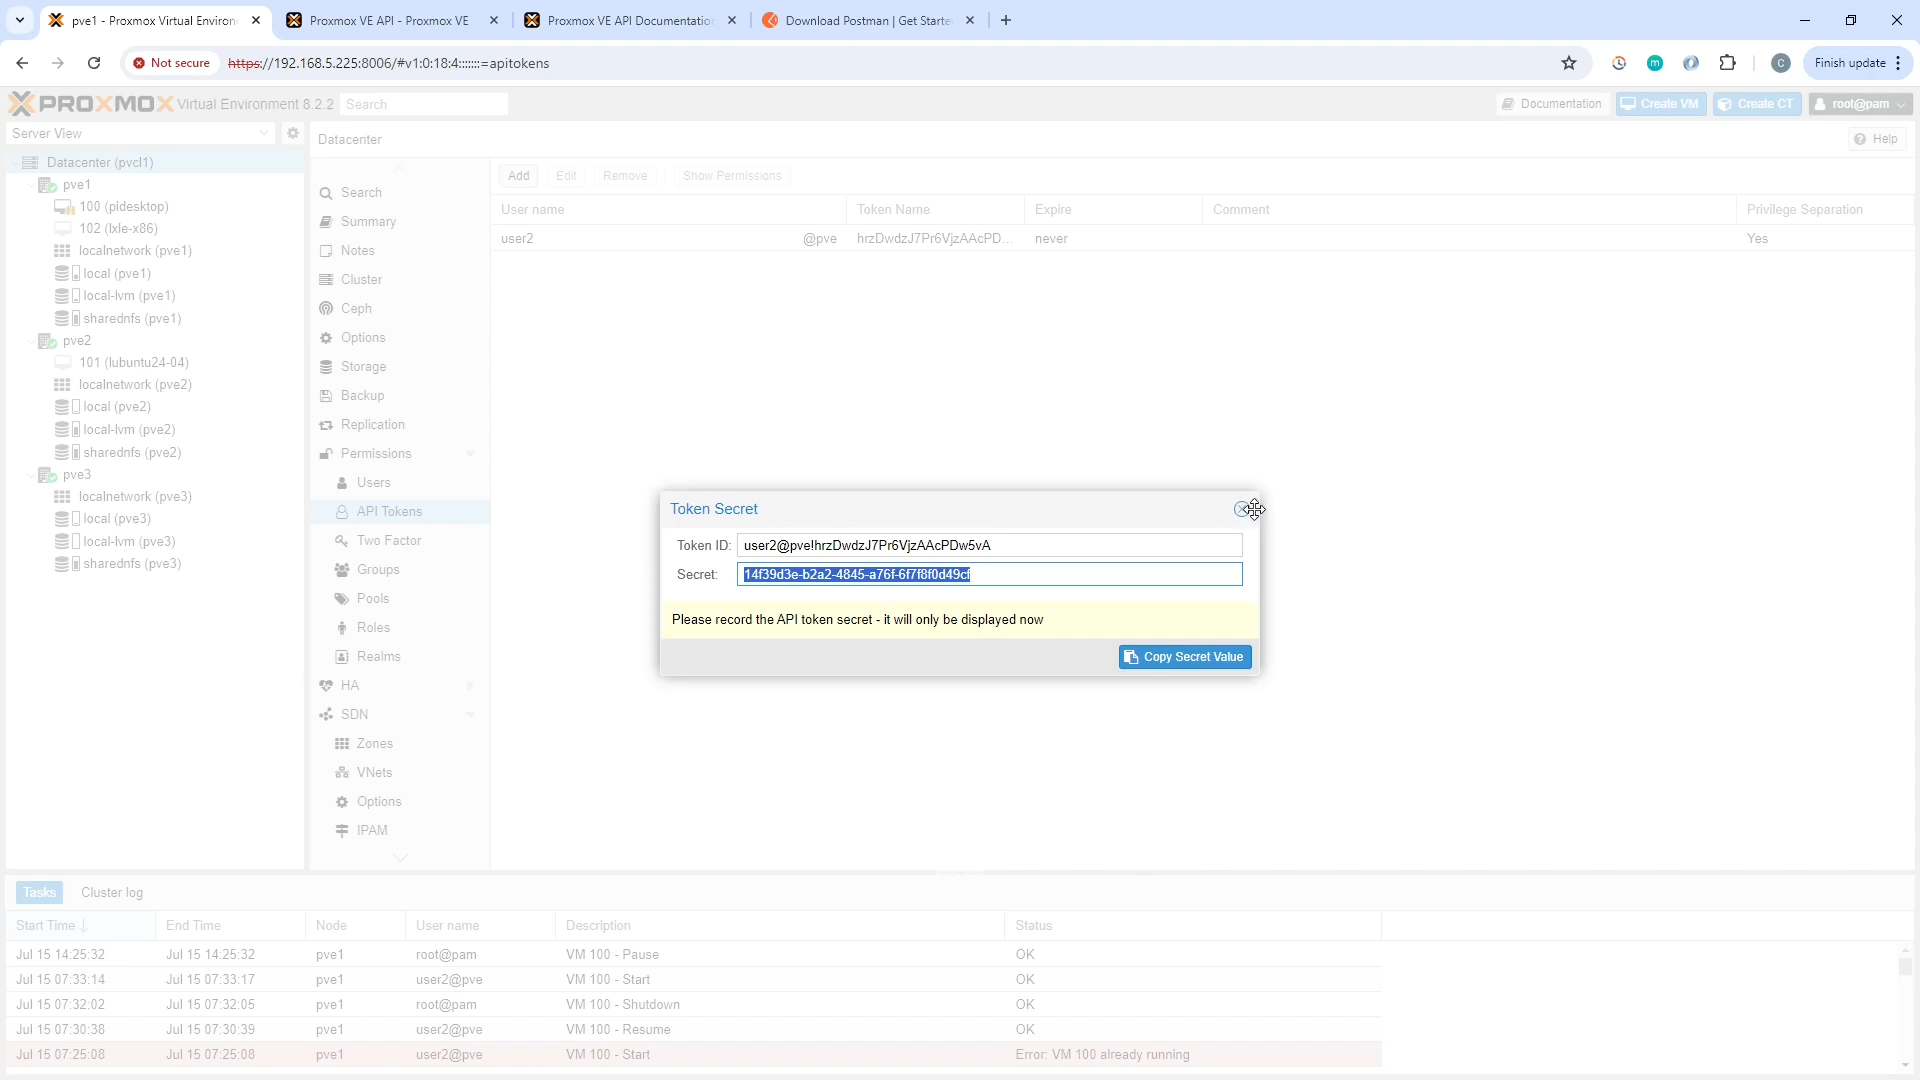 pve1 - Proxmox Virtual Environ
Proxmox VE API - Proxmox VE
Proxmox VE API Documentatio
Download Postman | Get Starte
Not secure
https://192.168.5.225:8006/#v1:0:18:4:::::::=apitokens
C
Finish update
PROXMOX Virtual Environment 8.2.2
Search
Documentation
Create VM
Create CT
root@pam
Server View
Datacenter
Help
Datacenter (pvcl1)
pve1
100 (pidesktop)
102 (lxle-x86)
localnetwork (pve1)
local (pve1)
local-lvm (pve1)
sharednfs (pve1)
pve2
101 (lubuntu24-04)
localnetwork (pve2)
local (pve2)
local-lvm (pve2)
sharednfs (pve2)
pve3
localnetwork (pve3)
local (pve3)
local-lvm (pve3)
sharednfs (pve3)
Search
Summary
Notes
Cluster
Ceph
Options
Storage
Backup
Replication
Permissions
Users
API Tokens
Two Factor
Groups
Pools
Roles
Realms
HA
SDN
Zones
VNets
Options
IPAM
Add Edit Remove Show Permissions
User name Token Name Expire Comment Privilege Separation
user2 @pve hrzDwdzJ7Pr6VjzAAcPD... never Yes
Token Secret
Token ID: user2@pve!hrzDwdzJ7Pr6VjzAAcPDw5vA
Secret: 14f39d3e-b2a2-4845-a76f-6f7f8f0d49cf
Please record the API token secret - it will only be displayed now
Copy Secret Value
Tasks Cluster log
Start Time End Time Node User name Description Status
Jul 15 14:25:32 Jul 15 14:25:32 pve1 root@pam VM 100 - Pause OK
Jul 15 07:33:14 Jul 15 07:33:17 pve1 user2@pve VM 100 - Start OK
Jul 15 07:32:02 Jul 15 07:32:05 pve1 root@pam VM 100 - Shutdown OK
Jul 15 07:30:38 Jul 15 07:30:39 pve1 user2@pve VM 100 - Resume OK
Jul 15 07:25:08 Jul 15 07:25:08 pve1 user2@pve VM 100 - Start Error: VM 100 already running